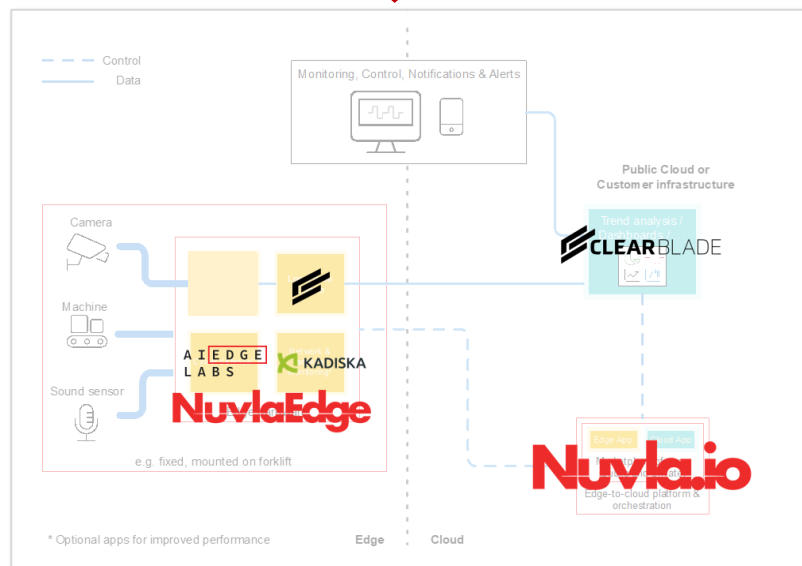 Control
Data
Monitoring, Control, Notifications & Alerts
Public Cloud or
Customer infrastructure
Camera
Trend analysis /
Dashboards /
CLEARBLADE
Machine
AI EDGE
LABS
KADISKA
Sound sensor
NuvlaEdge
e.g. fixed, mounted on forklift
Edge App
Cloud App
Nuvla.io
Edge-to-cloud platform &
orchestration
* Optional apps for improved performance
Edge
Cloud